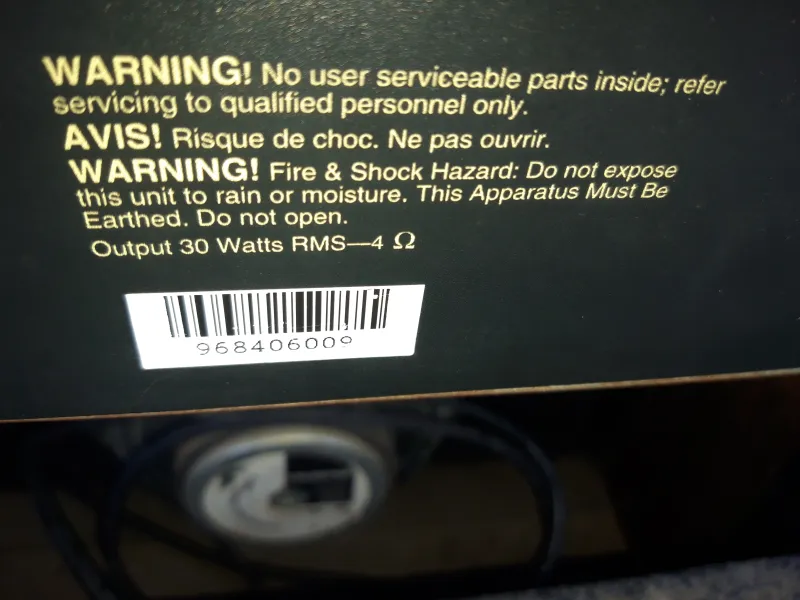 WARNING! No user serviceable parts inside; refer
servicing to qualified personnel only.
AVIS! Risque de choc. Ne pas ouvrir.
WARNING! Fire & Shock Hazard: Do not expose
this unit to rain or moisture. This Apparatus Must Be
Earthed. Do not open.
Output 30 Watts RMS—4 Ω
968406009